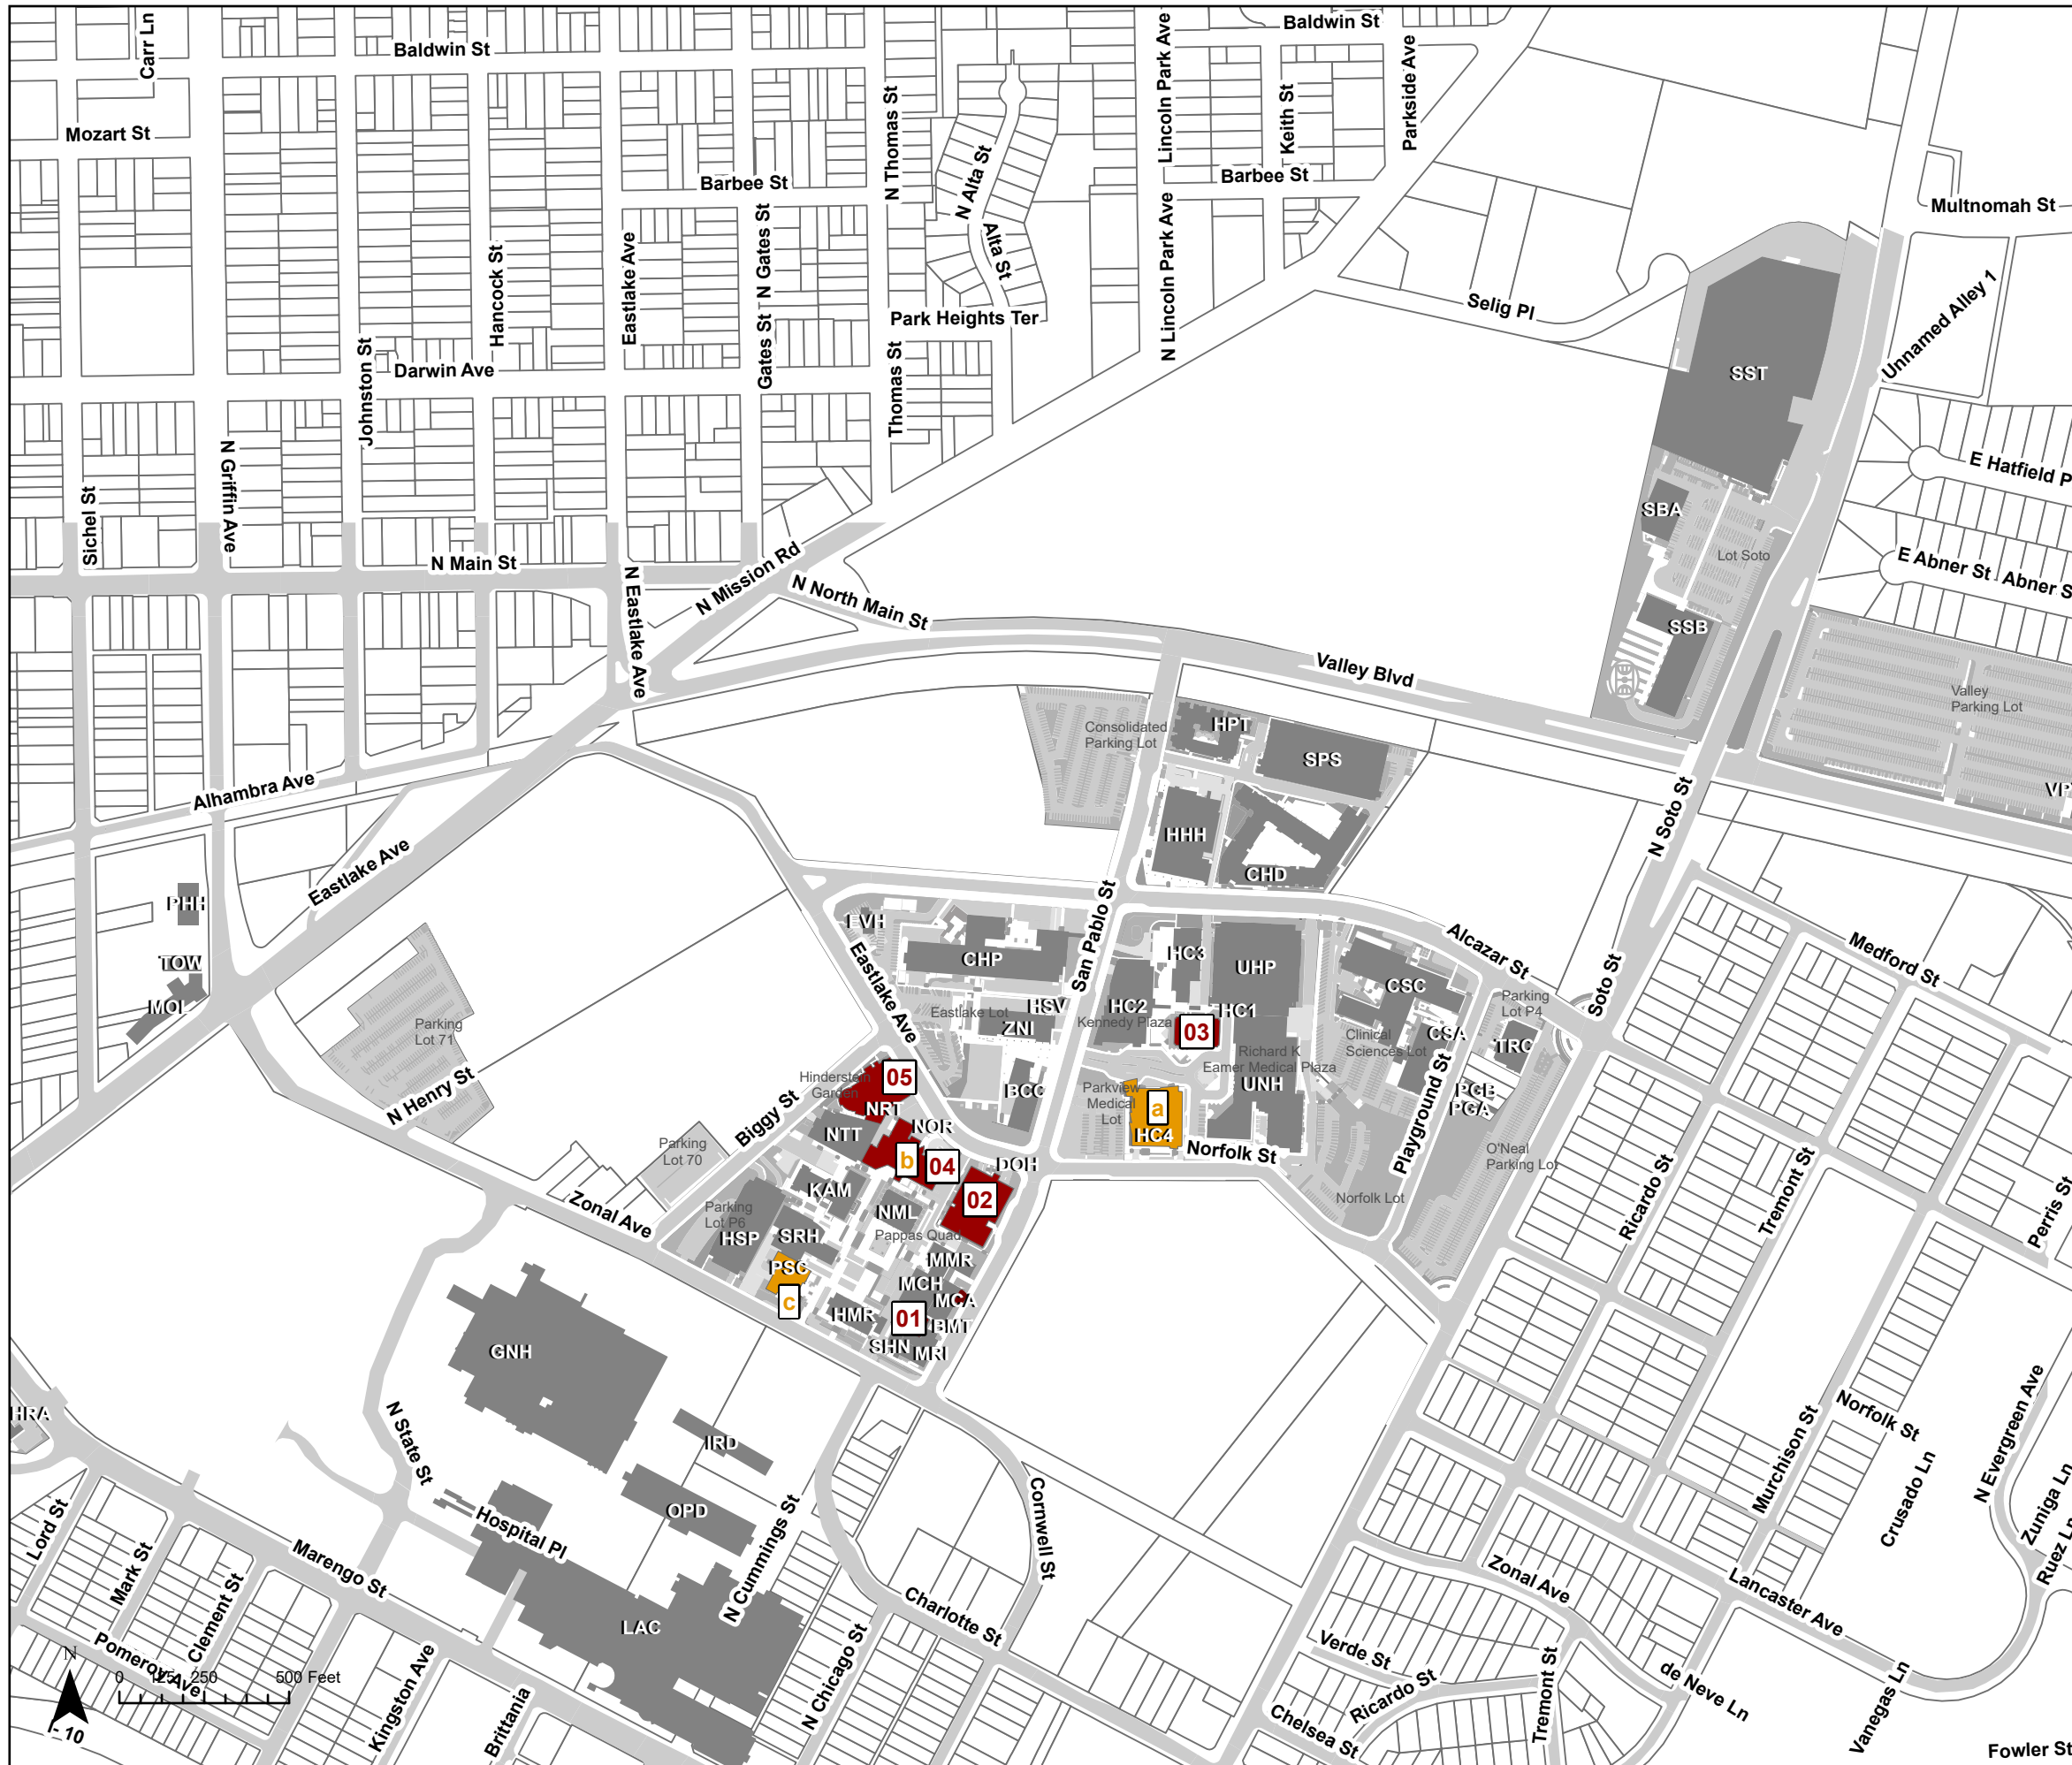 Baldwin St
Baldwin St
Carr Ln
Mozart St
N Thomas St
N Alta St
Alta St
N Lincoln Park Ave
N Lincoln Park Ave
Keith St
Parkside Ave
Barbee St
Barbee St
Multnomah St
Hancock St
Eastlake Ave
N Gates St
Gates St
Park Heights Ter
Selig Pl
Unnamed Alley 1
Johnston St
Darwin Ave
Thomas St
SST
Sichel St
N Griffin Ave
E Hatfield P
SBA
Lot Soto
N Main St
N Mission Rd
E Abner St
Abner S
N Eastlake Ave
N North Main St
SSB
Valley Blvd
Valley
Parking Lot
Consolidated
Parking Lot
HPT
SPS
Alhambra Ave
N Soto St
HHH
CHD
Eastlake Ave
PHH
EVH
San Pablo St
Alcazar St
Medford St
TOW
MOL
Eastlake Ave
CHP
HC3
UHP
CSC
Soto St
Parking
Lot 71
Eastlake Lot
HSV
ZNI
HC2
Kennedy Plaza
HC1
03
Clinical
Sciences Lot
CSA
Parking
Lot P4
TRC
Richard K
Eamer Medical Plaza
UNH
Hinderstein
Garden
05
NRT
BCC
Parkview
Medical
Lot
a
HC4
Playground St
PGB
PGA
N Henry St
Biggy St
NTT
NOR
Norfolk St
O'Neal
Parking Lot
Parking
Lot 70
b
04
DOH
KAM
02
Norfolk Lot
Ricardo St
Tremont St
Perris St
Zonal Ave
Parking
Lot P6
HSP
SRH
NML
Pappas Quad
MMR
PSC
c
MCH
MCA
HMR
01
BMT
SHN
MRI
GNH
HRA
N State St
IRD
OPD
Norfolk St
Murchison St
Crusado Ln
N Evergreen Ave
Zuniga Ln
Ruez Ln
Lord St
Mark St
Clement St
Marengo St
Hospital Pl
N Cummings St
Cornwell St
Zonal Ave
Lancaster Ave
Charlotte St
LAC
Pomeroy Ave
N
0 125 250 500 Feet
Kingston Ave
Brittania
N Chicago St
Verde St
Ricardo St
Tremont St
de Neve Ln
Vanegas Ln
Chelsea St
I-10
Fowler St